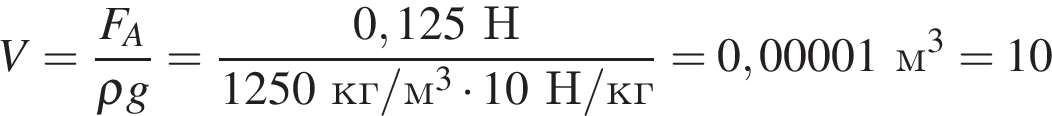 V = F_A / ρg = 0,125 Н / 1250 кг/м³ · 10 Н/кг = 0,00001 м³ = 10